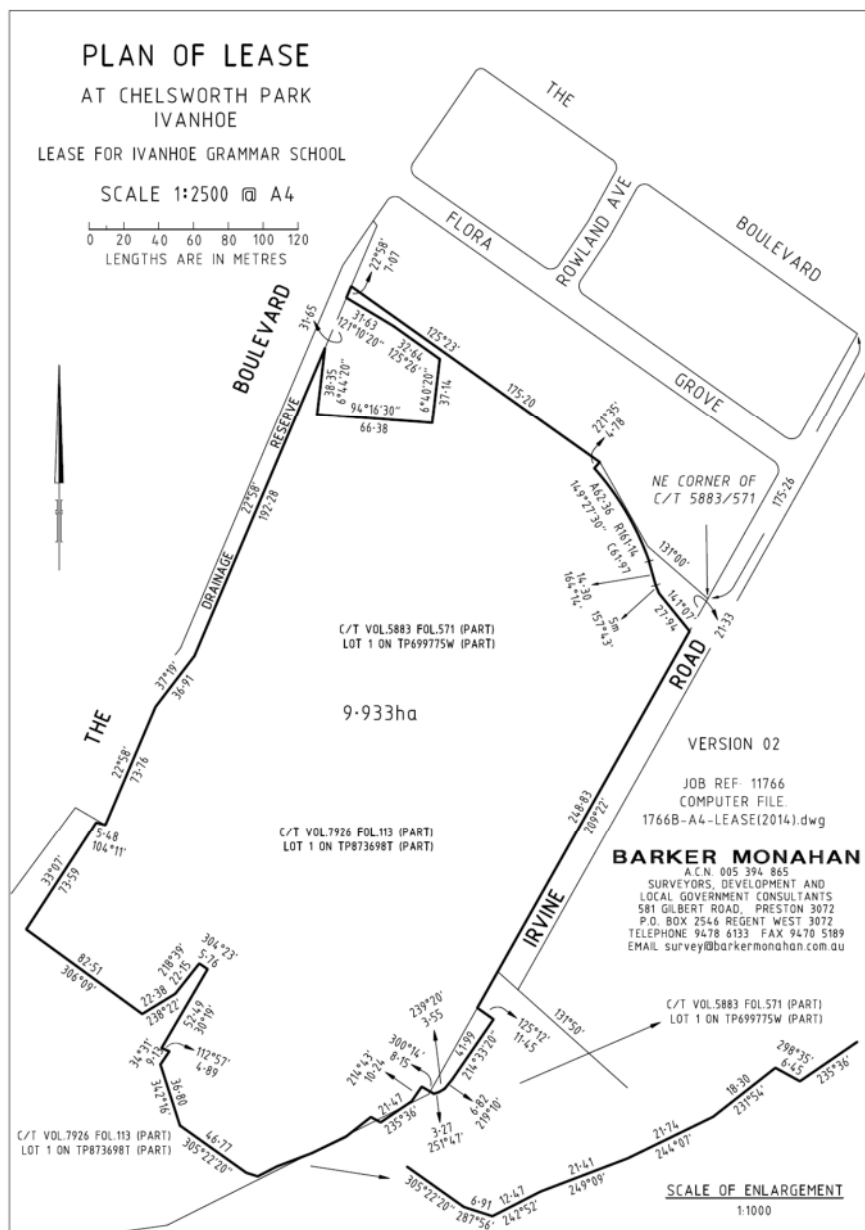 PLAN OF LEASE
AT CHELSWORTH PARK
IVANHOE
LEASE FOR IVANHOE GRAMMAR SCHOOL
SCALE 1:2500 @ A4
0 20 40 60 80 100 120
LENGTHS ARE IN METRES
THE
BOULEVARD
ROWLAND AVE
FLORA
GROVE
BOULEVARD
31·65
22°58'
7·07
31·63
121°10'20"
32·64
125°26'
125°23'
175·20
38·35
6°44'20"
94°16'30"
66·38
6°40'20"
37·14
221°35'
4·78
NE CORNER OF
C/T 5883/571
175·26
A62·36
R161·14
149°27'30"
C61·97
131°00'
14·30
164°14'
5m
157°43'
141°07'
27·94
21·33
RESERVE
22°58'
192·28
DRAINAGE
C/T VOL.5883 FOL.571 (PART)
LOT 1 ON TP699775W (PART)
ROAD
37°19'
36·91
9·933ha
THE
22°58'
73·76
VERSION 02
JOB REF: 11766
COMPUTER FILE.
1766B-A4-LEASE(2014).dwg
248·83
209°22'
5·48
104°11'
C/T VOL.7926 FOL.113 (PART)
LOT 1 ON TP873698T (PART)
BARKER MONAHAN
A.C.N. 005 394 865
SURVEYORS, DEVELOPMENT AND
LOCAL GOVERNMENT CONSULTANTS
581 GILBERT ROAD, PRESTON 3072
P.O. BOX 2546 REGENT WEST 3072
TELEPHONE 9478 6133 FAX 9470 5189
EMAIL survey@barkermonahan.com.au
33°07'
73·59
IRVINE
82·51
306°09'
218°39'
22·15
304°23'
5·76
22·38
238°22'
52·49
30°19'
239°20'
3·55
125°12'
11·45
131°50'
C/T VOL.5883 FOL.571 (PART)
LOT 1 ON TP699775W (PART)
34°31'
112°57'
4·89
300°14'
8·15
214°43'
10·24
41·99
214°33'20"
36·80
342°16'
21·47
235°36'
6·82
219°10'
3·27
251°47'
C/T VOL.7926 FOL.113 (PART)
LOT 1 ON TP873698T (PART)
46·77
305°22'20"
298°35'
6·45
235°36'
18·30
231°54'
21·74
244°07'
21·41
249°09'
12·47
242°52'
6·91
287°56'
305°22'20"
SCALE OF ENLARGEMENT
1:1000